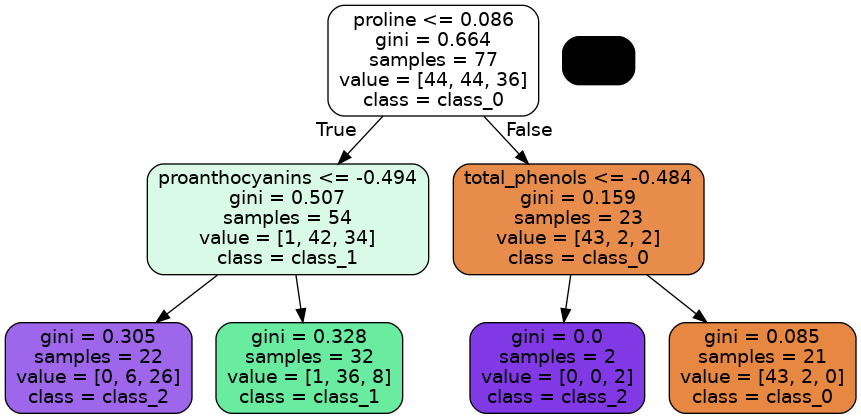 proline <= 0.086
gini = 0.664
samples = 77
value = [44, 44, 36]
class = class_0
True
False
proanthocyanins <= -0.494
gini = 0.507
samples = 54
value = [1, 42, 34]
class = class_1
total_phenols <= -0.484
gini = 0.159
samples = 23
value = [43, 2, 2]
class = class_0
gini = 0.305
samples = 22
value = [0, 6, 26]
class = class_2
gini = 0.328
samples = 32
value = [1, 36, 8]
class = class_1
gini = 0.0
samples = 2
value = [0, 0, 2]
class = class_2
gini = 0.085
samples = 21
value = [43, 2, 0]
class = class_0